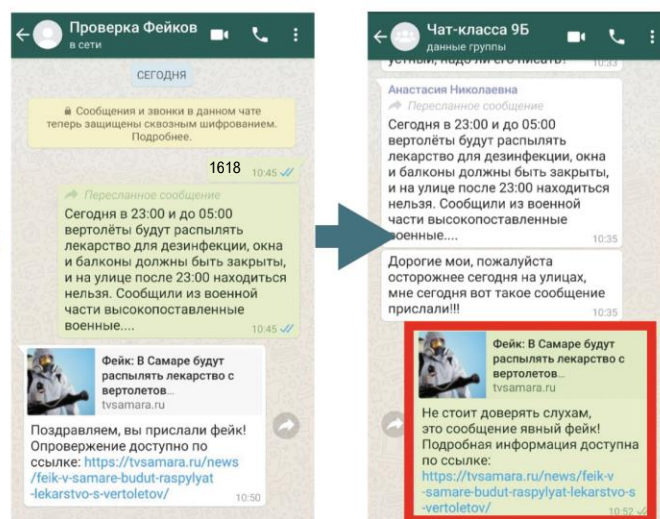 Проверка Фейков
в сети
СЕГОДНЯ
Сообщения и звонки в данном чате
теперь защищены сквозным шифрованием.
Подробнее.
1618 10:45
Пересланное сообщение
Сегодня в 23:00 и до 05:00
вертолёты будут распылять
лекарство для дезинфекции, окна
и балконы должны быть закрыты,
и на улице после 23:00 находиться
нельзя. Сообщили из военной
части высокопоставленные
военные....
10:45
Фейк: В Самаре будут
распылять лекарство с
вертолетов...
tvsamara.ru
Поздравляем, вы прислали фейк!
Опровержение доступно по
ссылке: https://tvsamara.ru/news
/feik-v-samare-budut-raspylyat
-lekarstvo-s-vertoletov/
10:50
Чат-класса 9Б
данные группы
устный, надо ли его писать? 10:33
Анастасия Николаевна
Пересланное сообщение
Сегодня в 23:00 и до 05:00
вертолёты будут распылять
лекарство для дезинфекции, окна
и балконы должны быть закрыты,
и на улице после 23:00 находиться
нельзя. Сообщили из военной
части высокопоставленные
военные....
10:35
Дорогие мои, пожалуйста
осторожнее сегодня на улицах,
мне сегодня вот такое сообщение
прислали!!!
10:35
Фейк: В Самаре будут
распылять лекарство с
вертолетов...
tvsamara.ru
Не стоит доверять слухам,
это сообщение явный фейк!
Подробная информация доступна
по ссылке:
https://tvsamara.ru/news/feik-v
-samare-budut-raspylyat-lekarstvo-s
-vertoletov/
10:52